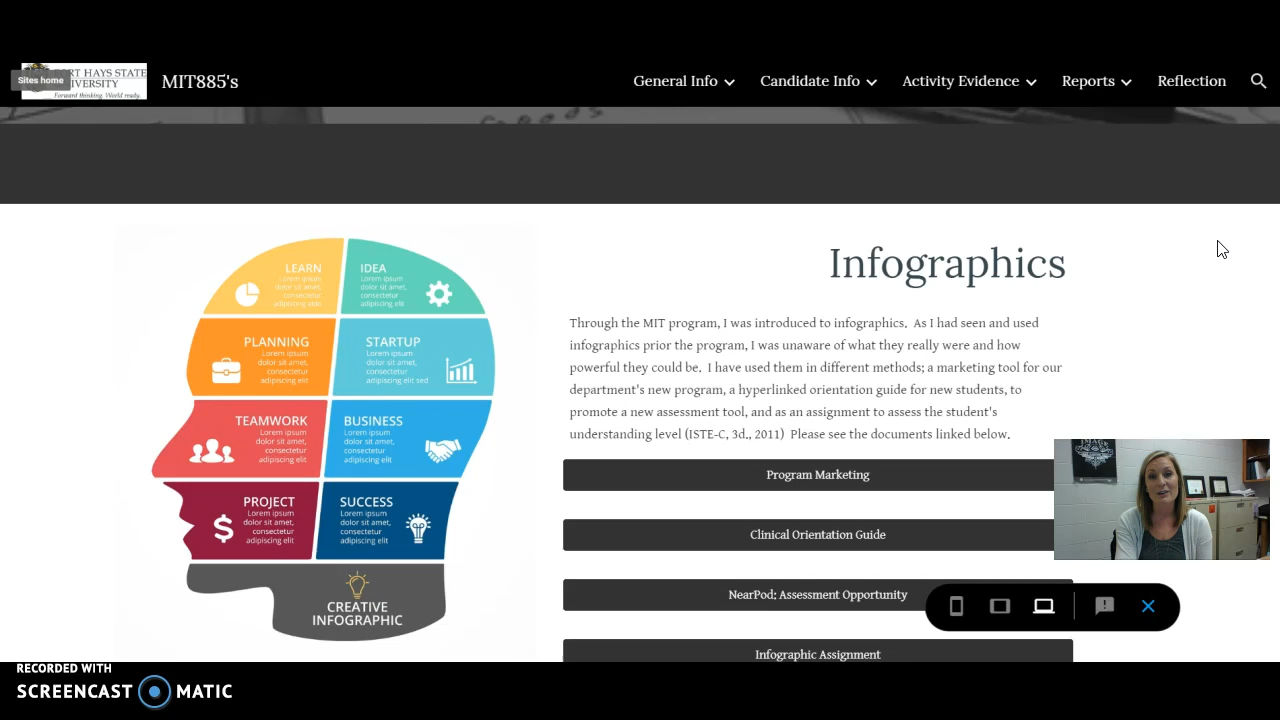 Sites home
RT HAYS STATE
IVERSITY
Forward thinking. World ready.
MIT885's
General Info
Candidate Info
Activity Evidence
Reports
Reflection
LEARN
Lorem ipsum
dolor sit amet,
consectetur
adipiscing
IDEA
Lorem ipsum
dolor sit amet,
consectetur
adipiscing elit
PLANNING
Lorem ipsum
dolor sit amet,
consectetur
adipiscing elit
STARTUP
Lorem ipsum
dolor sit amet,
consectetur
adipiscing elit sed
TEAMWORK
Lorem ipsum
dolor sit amet,
consectetur
adipiscing elit
BUSINESS
Lorem ipsum
dolor sit amet,
consectetur
adipiscing elit
PROJECT
Lorem ipsum
dolor sit amet,
consectetur
adipiscing elit
SUCCESS
Lorem ipsum
dolor sit amet,
consectetur
adipiscing elit
CREATIVE
INFOGRAPHIC
Infographics
Through the MIT program, I was introduced to infographics.  As I had seen and used
infographics prior the program, I was unaware of what they really were and how
powerful they could be.  I have used them in different methods; a marketing tool for our
department's new program, a hyperlinked orientation guide for new students, to
promote a new assessment tool, and as an assignment to assess the student's
understanding level (ISTE-C, 3d., 2011)  Please see the documents linked below.
Program Marketing
Clinical Orientation Guide
NearPod: Assessment Opportunity
Infographic Assignment
RECORDED WITH
SCREENCAST MATIC